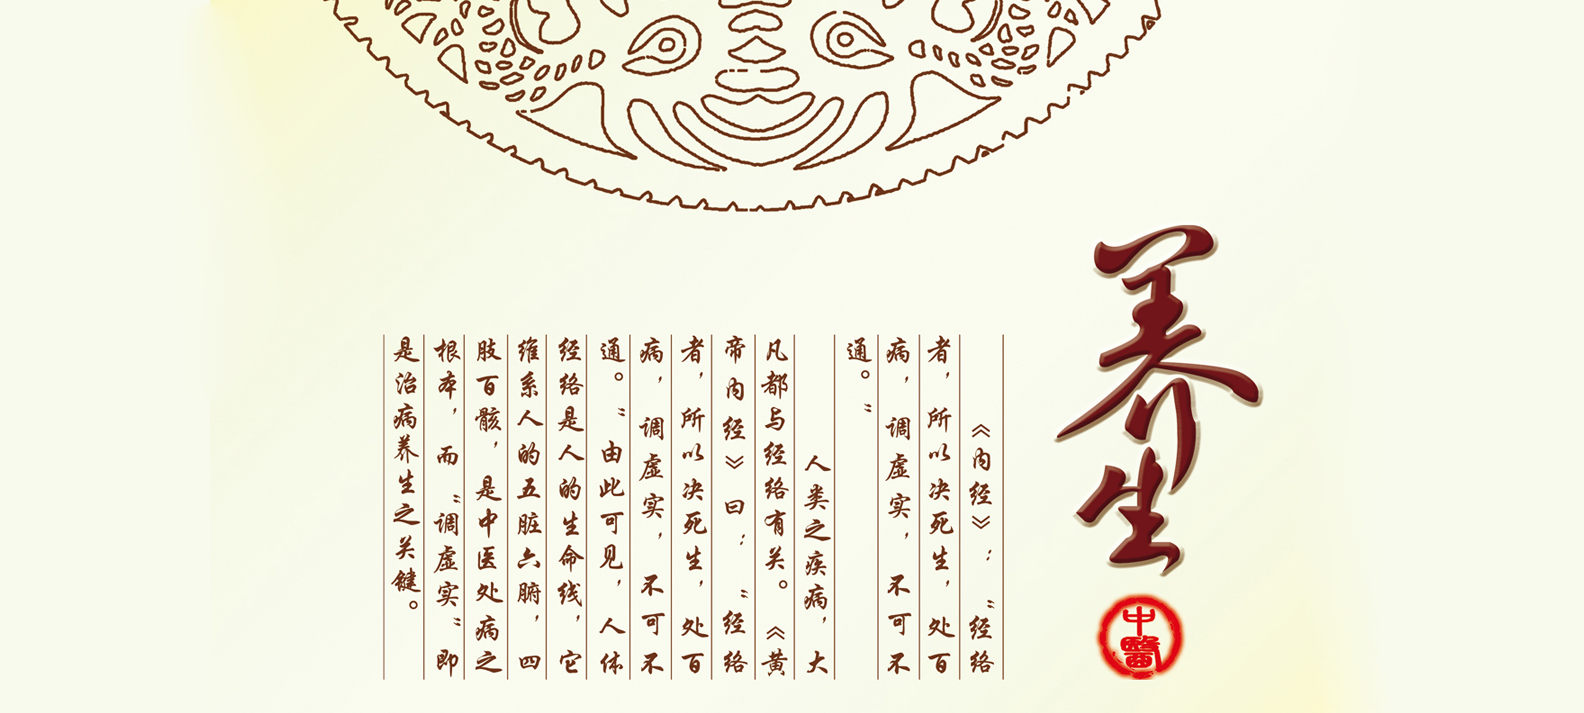 养生
中醫
《内经》："经络
者，所以决死生，处百
病，调虚实，不可不
通。"
人类之疾病，大
凡都与经络有关。《黄
帝内经》曰："经络
者，所以决死生，处百
病，调虚实，不可不
通。"由此可见，人体
经络是人的生命线，它
维系人的五脏六腑，四
肢百骸，是中医处病之
根本，而"调虚实"即
是治病养生之关键。